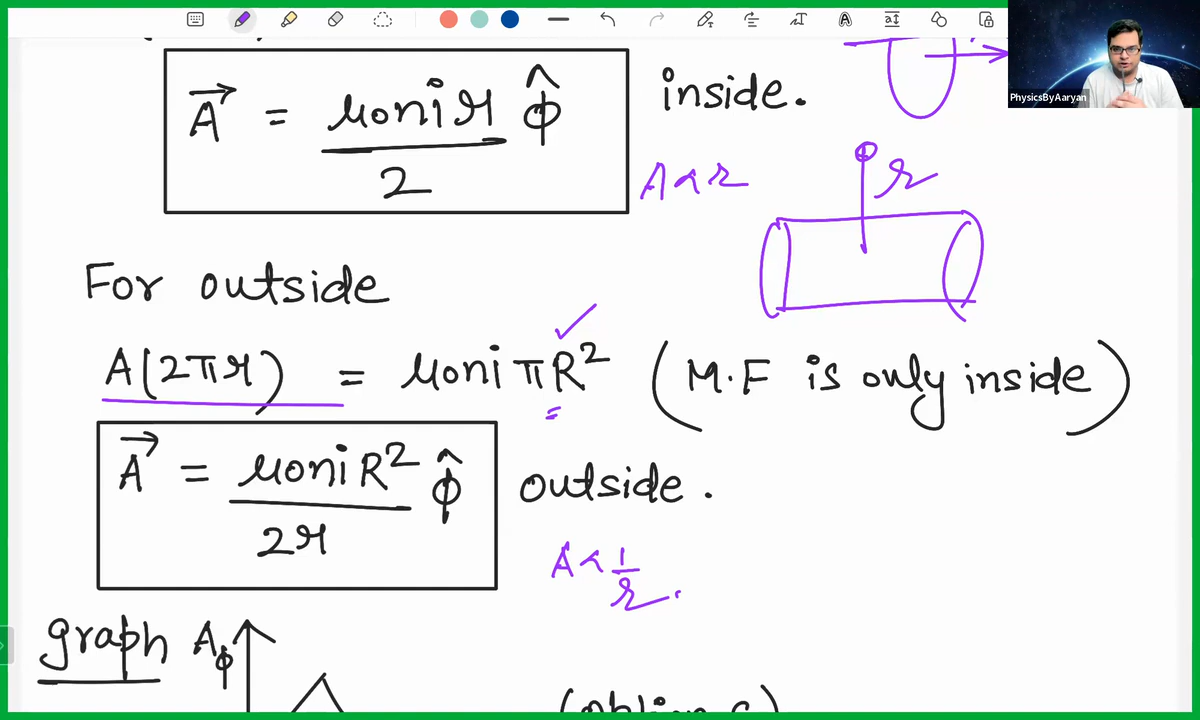 A⃗ = μ₀nir/2 φ̂ inside.
A ∝ r
r
For outside
A(2πr) = μ₀niπR² (M.F is only inside)
A⃗ = μ₀niR²/2r φ̂ outside.
A ∝ 1/r.
graph Aφ
PhysicsByAaryan